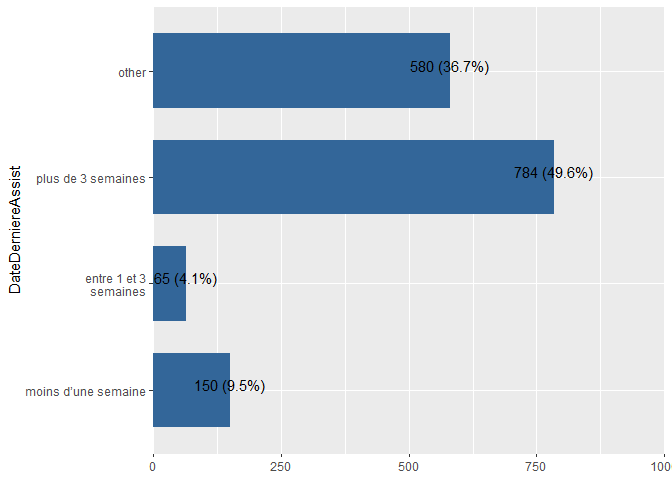 DateDerniereAssist
other
580 (36.7%)
plus de 3 semaines
784 (49.6%)
entre 1 et 3
semaines
65 (4.1%)
moins d'une semaine
150 (9.5%)
0 250 500 750 100